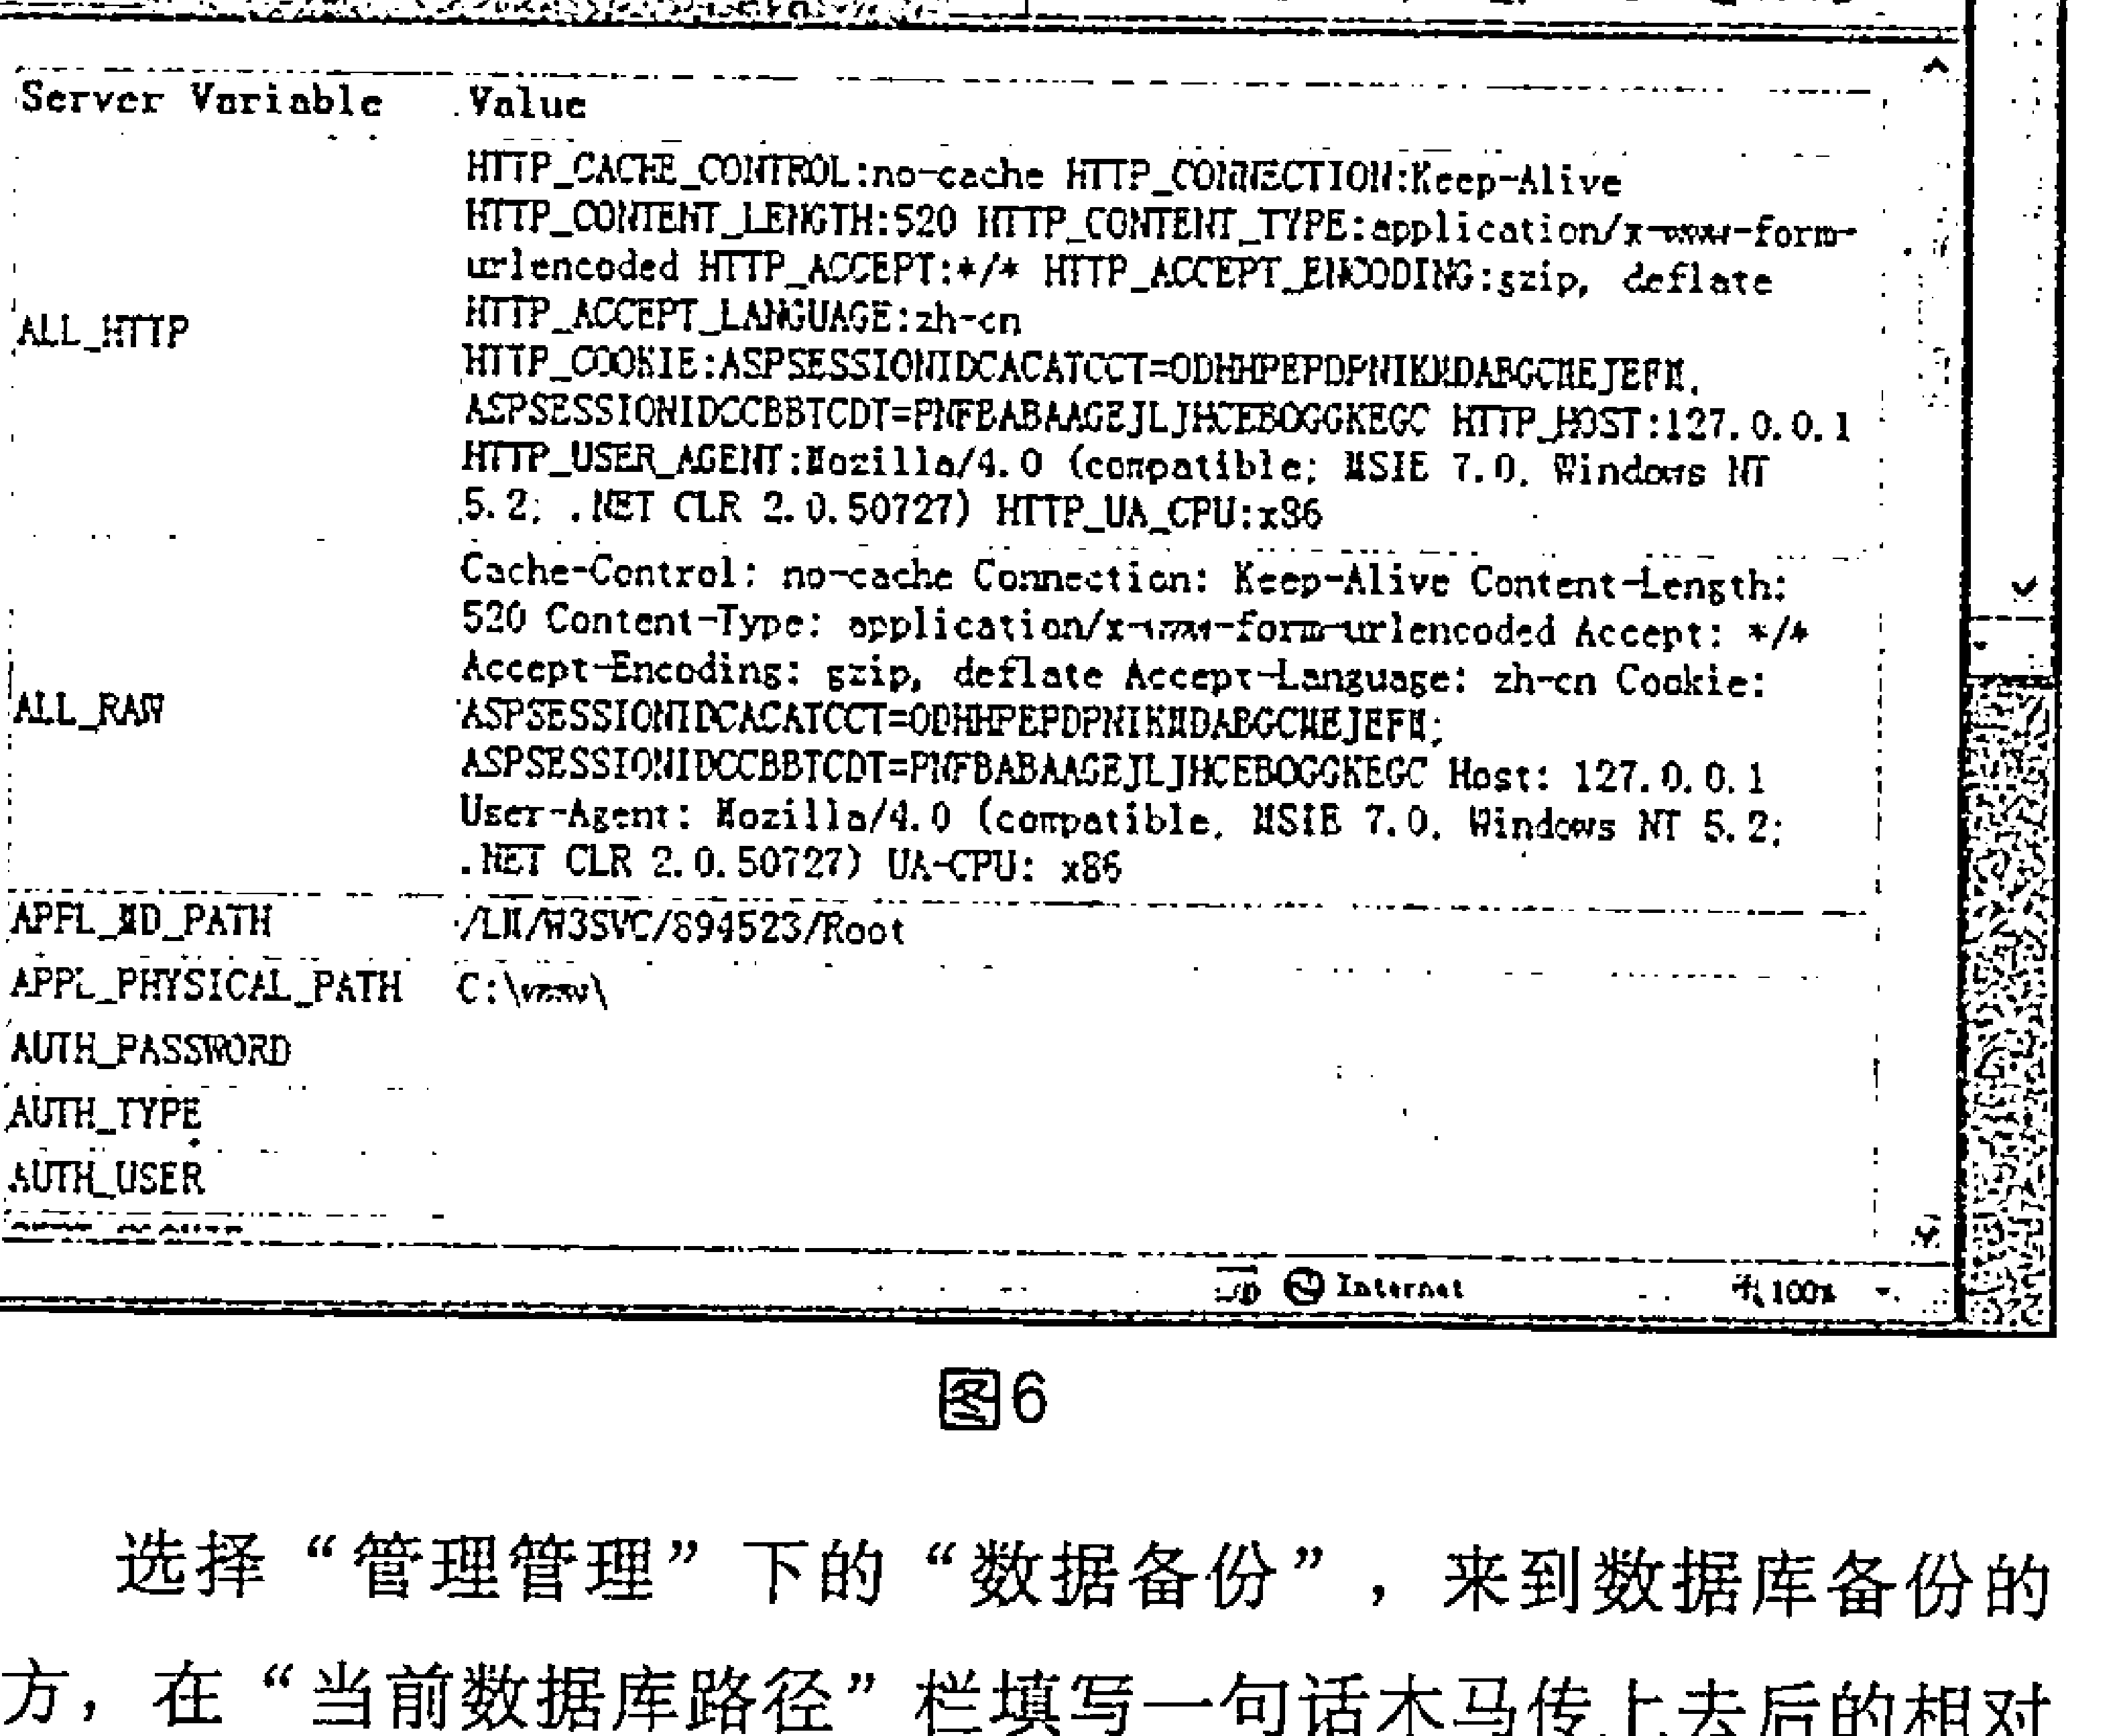 Server Variable Value
HTTP_CACHE_CONTROL:no-cache HTTP_CONNECTION:Keep-Alive
HTTP_CONTENT_LENGTH:520 HTTP_CONTENT_TYPE:application/x-www-form-
urlencoded HTTP_ACCEPT:*/* HTTP_ACCEPT_ENCODING:gzip, deflate
HTTP_ACCEPT_LANGUAGE:zh-cn
ALL_HTTP
HTTP_COOKIE:
HTTP_HOST:127.0.0.1
HTTP_USER_AGENT:Mozilla/4.0 (compatible; MSIE 7.0; Windows NT
5.2; .NET CLR 2.0.50727) HTTP_UA_CPU:x86
Cache-Control: no-cache Connection: Keep-Alive Content-Length:
520 Content-Type: application/x-www-form-urlencoded Accept: */*
Accept-Encoding: gzip, deflate Accept-Language: zh-cn Cookie:
ALL_RAW
Host: 127.0.0.1
User-Agent: Mozilla/4.0 (compatible; MSIE 7.0; Windows NT 5.2;
.NET CLR 2.0.50727) UA-CPU: x86
APPL_MD_PATH /LM/W3SVC/894523/Root
APPL_PHYSICAL_PATH C:\
AUTH_PASSWORD
AUTH_TYPE
AUTH_USER
Internet 100%
图6
选择“管理管理”下的“数据备份”，来到数据库备份的
方，在“当前数据库路径”栏填写一句话木马传上去后的相对